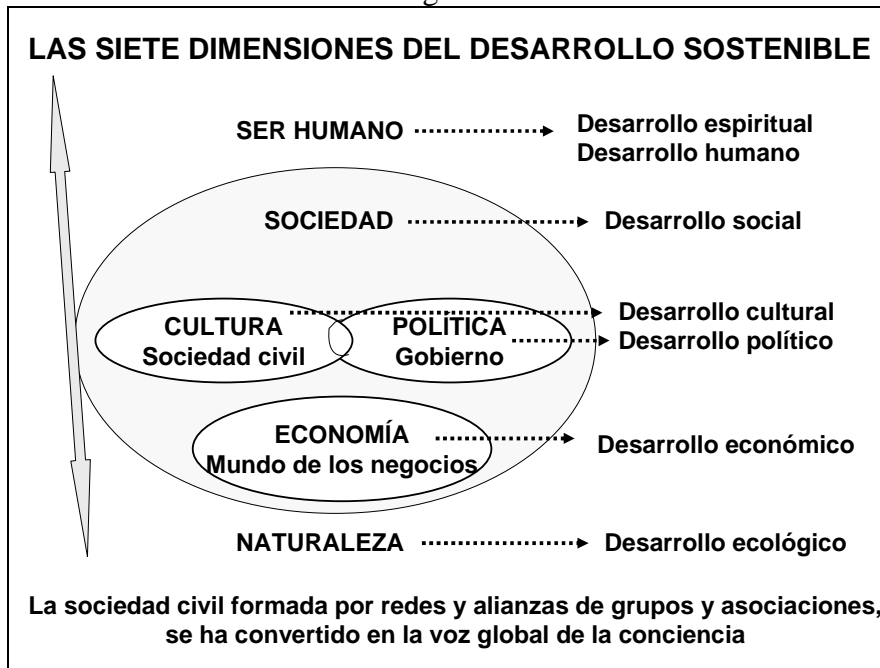 LAS SIETE DIMENSIONES DEL DESARROLLO SOSTENIBLE
SER HUMANO
Desarrollo espiritual
Desarrollo humano
SOCIEDAD
Desarrollo social
CULTURA
Sociedad civil
POLÍTICA
Gobierno
Desarrollo cultural
Desarrollo político
ECONOMÍA
Mundo de los negocios
Desarrollo económico
NATURALEZA
Desarrollo ecológico
La sociedad civil formada por redes y alianzas de grupos y asociaciones,
se ha convertido en la voz global de la conciencia